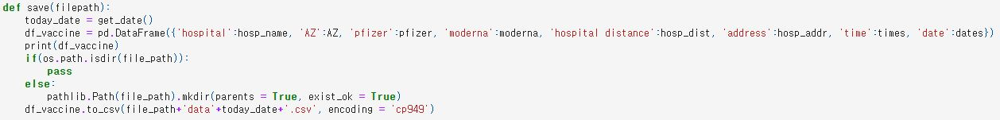 def save(filepath):
    today_date = get_date()
    df_vaccine = pd.DataFrame({'hospital':hosp_name, 'AZ':AZ, 'pfizer':pfizer, 'moderna':moderna, 'hospital distance':hosp_dist, 'address':hosp_addr, 'time':times, 'date':dates})
    print(df_vaccine)
    if(os.path.isdir(file_path)):
        pass
    else:
        pathlib.Path(file_path).mkdir(parents = True, exist_ok = True)
    df_vaccine.to_csv(file_path+'data'+today_date+'.csv', encoding = 'cp949')